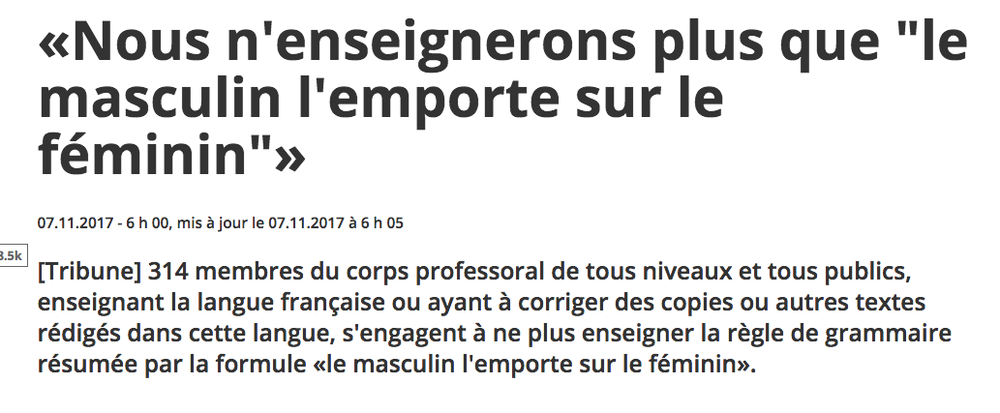 «Nous n'enseignerons plus que "le
masculin l'emporte sur le
féminin"»
07.11.2017 - 6 h 00, mis à jour le 07.11.2017 à 6 h 05
3.5k
[Tribune] 314 membres du corps professoral de tous niveaux et tous publics,
enseignant la langue française ou ayant à corriger des copies ou autres textes
rédigés dans cette langue, s'engagent à ne plus enseigner la règle de grammaire
résumée par la formule «le masculin l'emporte sur le féminin».